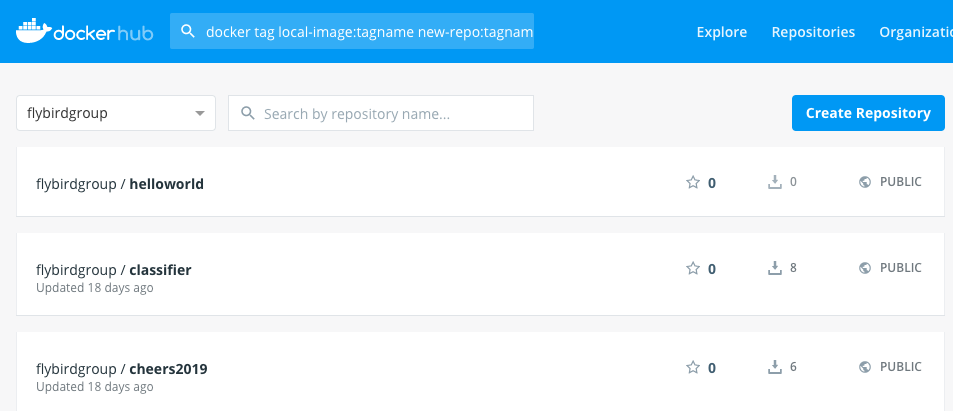 dockerhub
docker tag local-image:tagname new-repo:tagnam
Explore
Repositories
Organizatio
flybirdgroup
Search by repository name...
Create Repository
flybirdgroup / helloworld
0
0
PUBLIC
flybirdgroup / classifier
Updated 18 days ago
0
8
PUBLIC
flybirdgroup / cheers2019
Updated 18 days ago
0
6
PUBLIC